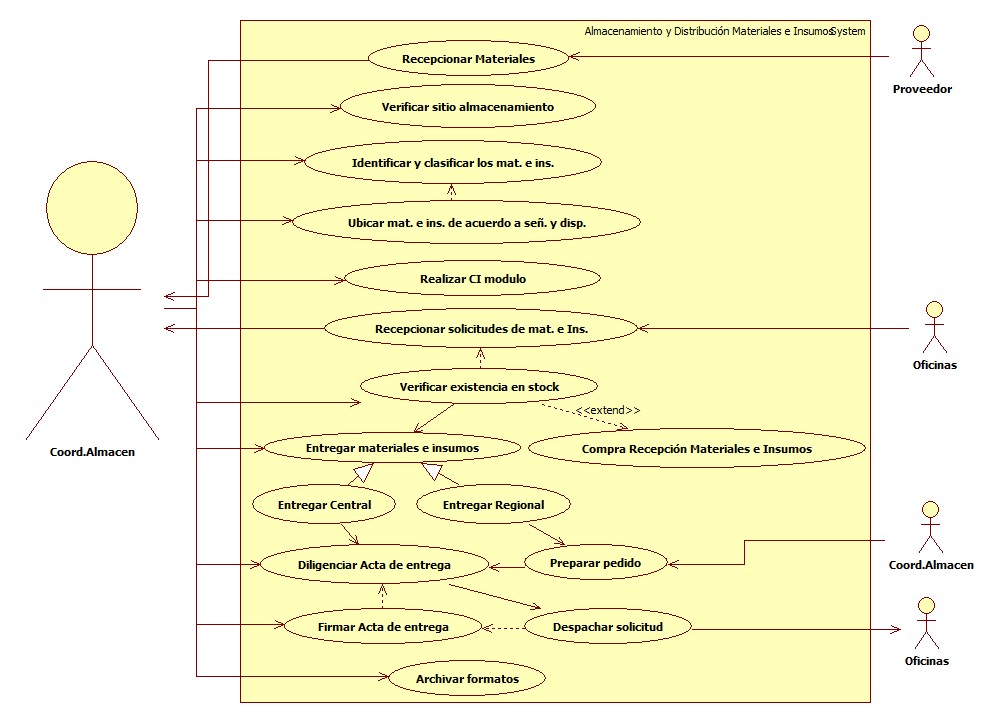 Almacenamiento y Distribución Materiales e Insumos System
Recepcionar Materiales
Proveedor
Verificar sitio almacenamiento
Identificar y clasificar los mat. e ins.
Ubicar mat. e ins. de acuerdo a señ. y disp.
Realizar CI modulo
Recepcionar solicitudes de mat. e Ins.
Oficinas
Verificar existencia en stock
<<extend>>
Coord.Almacen
Entregar materiales e insumos
Compra Recepción Materiales e Insumos
Entregar Central
Entregar Regional
Diligenciar Acta de entrega
Preparar pedido
Coord.Almacen
Firmar Acta de entrega
Despachar solicitud
Oficinas
Archivar formatos